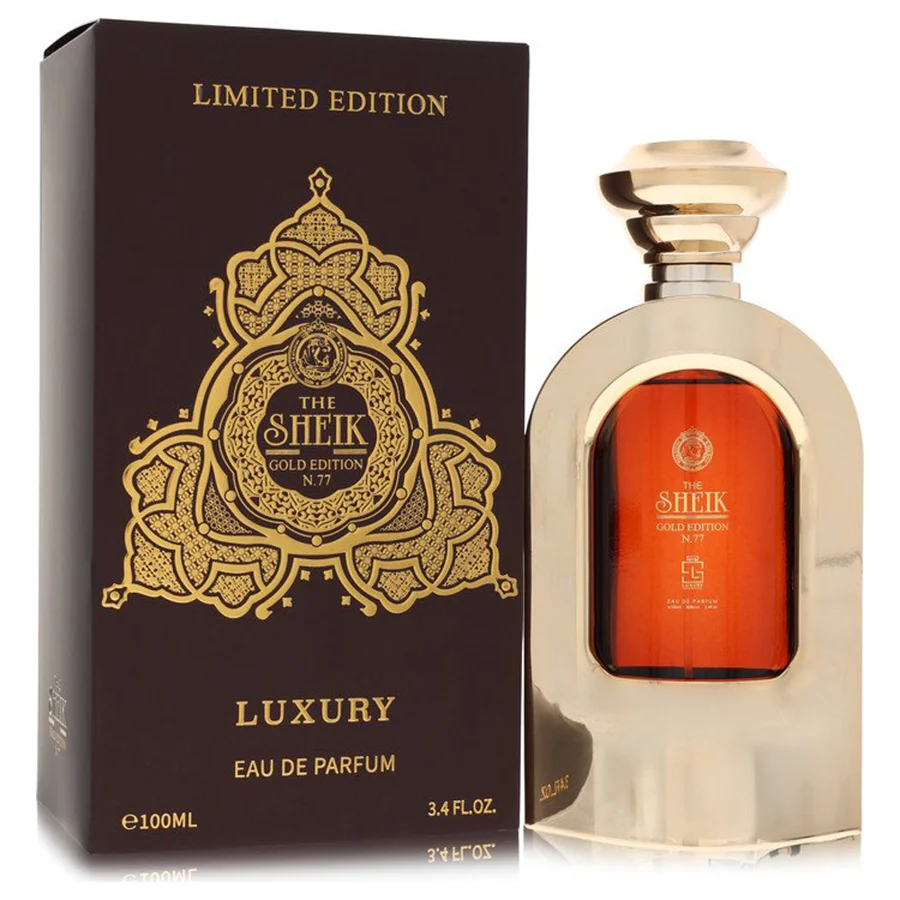 LIMITED EDITION
THE
SHEIK
GOLD EDITION
N.77
LUXURY
EAU DE PARFUM
℮100ML
3.4 FL.OZ.
THE
SHEIK
GOLD EDITION
N.77
LUXURY
EAU DE PARFUM